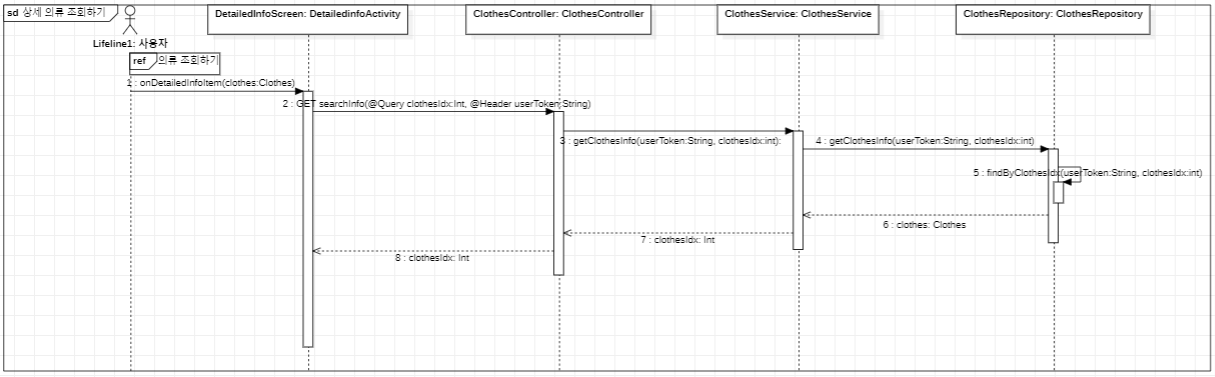 sd 상세 의류 조회하기
DetailedInfoScreen: DetailedinfoActivity
ClothesController: ClothesController
ClothesService: ClothesService
ClothesRepository: ClothesRepository
Lifeline1: 사용자
ref 의류 조회하기
1 : onDetailedInfoItem(clothes:Clothes)
2 : GET searchInfo(@Query clothesIdx:Int, @Header userToken:String)
3 : getClothesInfo(userToken:String, clothesIdx:int):
4 : getClothesInfo(userToken:String, clothesIdx:int)
5 : findByClothesIdx(userToken:String, clothesIdx:int)
6 : clothes: Clothes
7 : clothesIdx: Int
8 : clothesIdx: Int